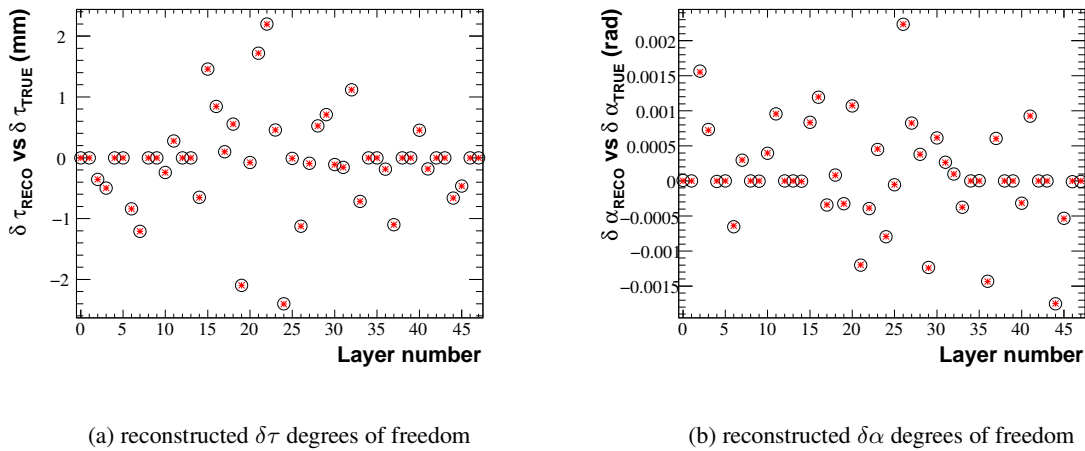 δ τRECO vs δ τTRUE (mm)
2
1
0
−1
−2
0 5 10 15 20 25 30 35 40 45
Layer number
(a) reconstructed δτ degrees of freedom
δ αRECO vs δ αTRUE (rad)
0.002
0.0015
0.001
0.0005
0
−0.0005
−0.001
−0.0015
0 5 10 15 20 25 30 35 40 45
Layer number
(b) reconstructed δα degrees of freedom